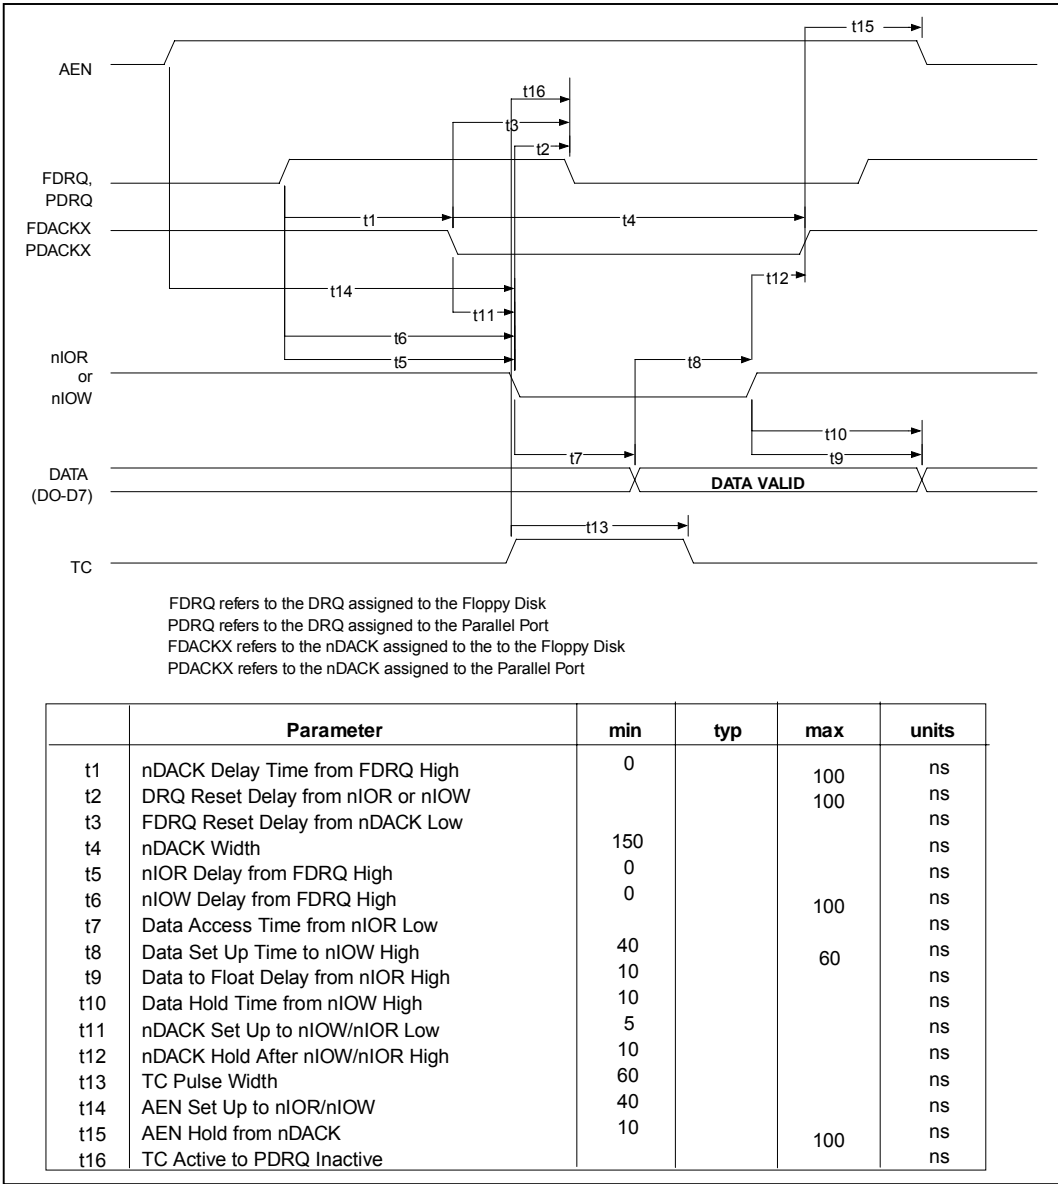 t15
AEN
t16
t3
t2
FDRQ,
PDRQ
t1
t4
FDACKX
PDACKX
t12
t14
t11
t6
t5
t8
nIOR
or
nIOW
t10
t7
t9
DATA
(DO-D7)
DATA VALID
t13
TC
FDRQ refers to the DRQ assigned to the Floppy Disk
PDRQ refers to the DRQ assigned to the Parallel Port
FDACKX refers to the nDACK assigned to the to the Floppy Disk
PDACKX refers to the nDACK assigned to the Parallel Port
Parameter min typ max units
t1 nDACK Delay Time from FDRQ High 0 ns
t2 DRQ Reset Delay from nIOR or nIOW 100 ns
t3 FDRQ Reset Delay from nDACK Low 100 ns
t4 nDACK Width 150 ns
t5 nIOR Delay from FDRQ High 0 ns
t6 nIOW Delay from FDRQ High 0 ns
t7 Data Access Time from nIOR Low 100 ns
t8 Data Set Up Time to nIOW High 40 ns
t9 Data to Float Delay from nIOR High 10 60 ns
t10 Data Hold Time from nIOW High 10 ns
t11 nDACK Set Up to nIOW/nIOR Low 5 ns
t12 nDACK Hold After nIOW/nIOR High 10 ns
t13 TC Pulse Width 60 ns
t14 AEN Set Up to nIOR/nIOW 40 ns
t15 AEN Hold from nDACK 10 ns
t16 TC Active to PDRQ Inactive 100 ns